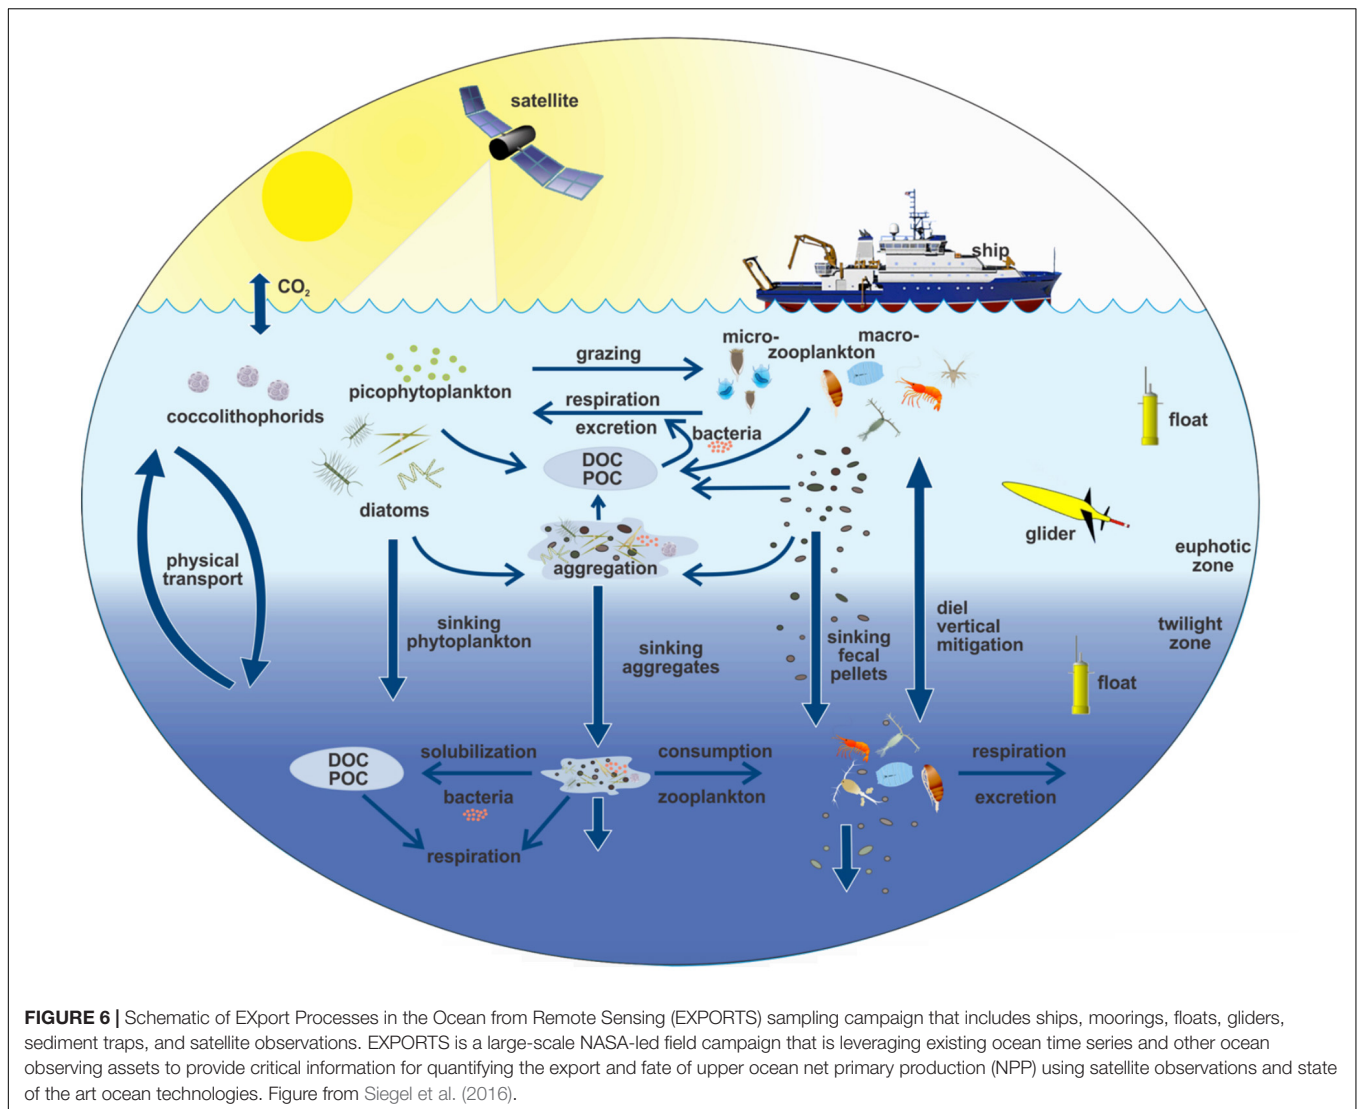 satellite
ship
CO₂
micro-
macro-
zooplankton
grazing
picophytoplankton
respiration
excretion
bacteria
coccolithophorids
float
DOC
POC
diatoms
glider
euphotic
zone
physical
transport
aggregation
sinking
phytoplankton
sinking
aggregates
sinking
fecal
pellets
diel
vertical
mitigation
twilight
zone
float
DOC
POC
solubilization
bacteria
consumption
zooplankton
respiration
excretion
respiration
FIGURE 6 | Schematic of EXport Processes in the Ocean from Remote Sensing (EXPORTS) sampling campaign that includes ships, moorings, floats, gliders,
sediment traps, and satellite observations. EXPORTS is a large-scale NASA-led field campaign that is leveraging existing ocean time series and other ocean
observing assets to provide critical information for quantifying the export and fate of upper ocean net primary production (NPP) using satellite observations and state
of the art ocean technologies. Figure from Siegel et al. (2016).